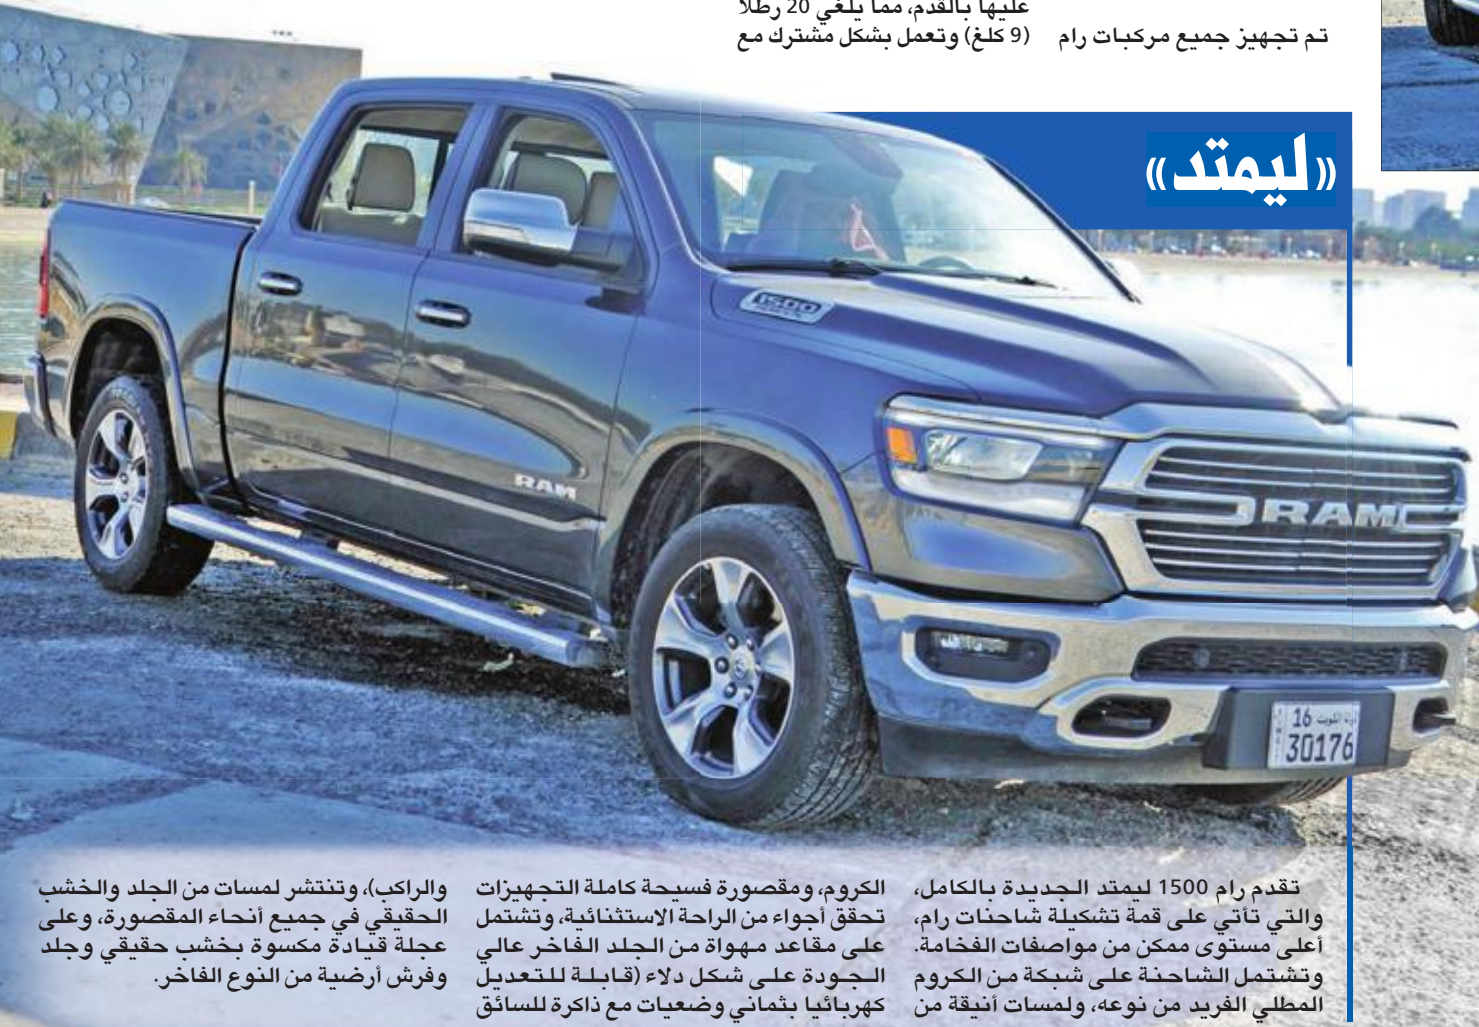 تم تجهيز جميع مركبات رام
عليها بالقدم، مما يلغي 20 رطلا
(9 كلغ) وتعمل بشكل مشترك مع
«ليمتد»
1500
RAM
RAM
16
30176
تقدم رام 1500 ليمتد الجديدة بالكامل،
والتي تأتي على قمة تشكيلة شاحنات رام،
أعلى مستوى ممكن من مواصفات الفخامة.
وتشتمل الشاحنة على شبكة من الكروم
المطلي الفريد من نوعه، ولمسات أنيقة من
الكروم، ومقصورة فسيحة كاملة التجهيزات
تحقق أجواء من الراحة الاستثنائية، وتشتمل
على مقاعد مهواة من الجلد الفاخر عالي
الجودة على شكل دلاء (قابلة للتعديل
كهربائيا بثماني وضعيات مع ذاكرة للسائق
والراكب)، وتنتشر لمسات من الجلد والخشب
الحقيقي في جميع أنحاء المقصورة، وعلى
عجلة قيادة مكسوة بخشب حقيقي وجلد
وفرش أرضية من النوع الفاخر.